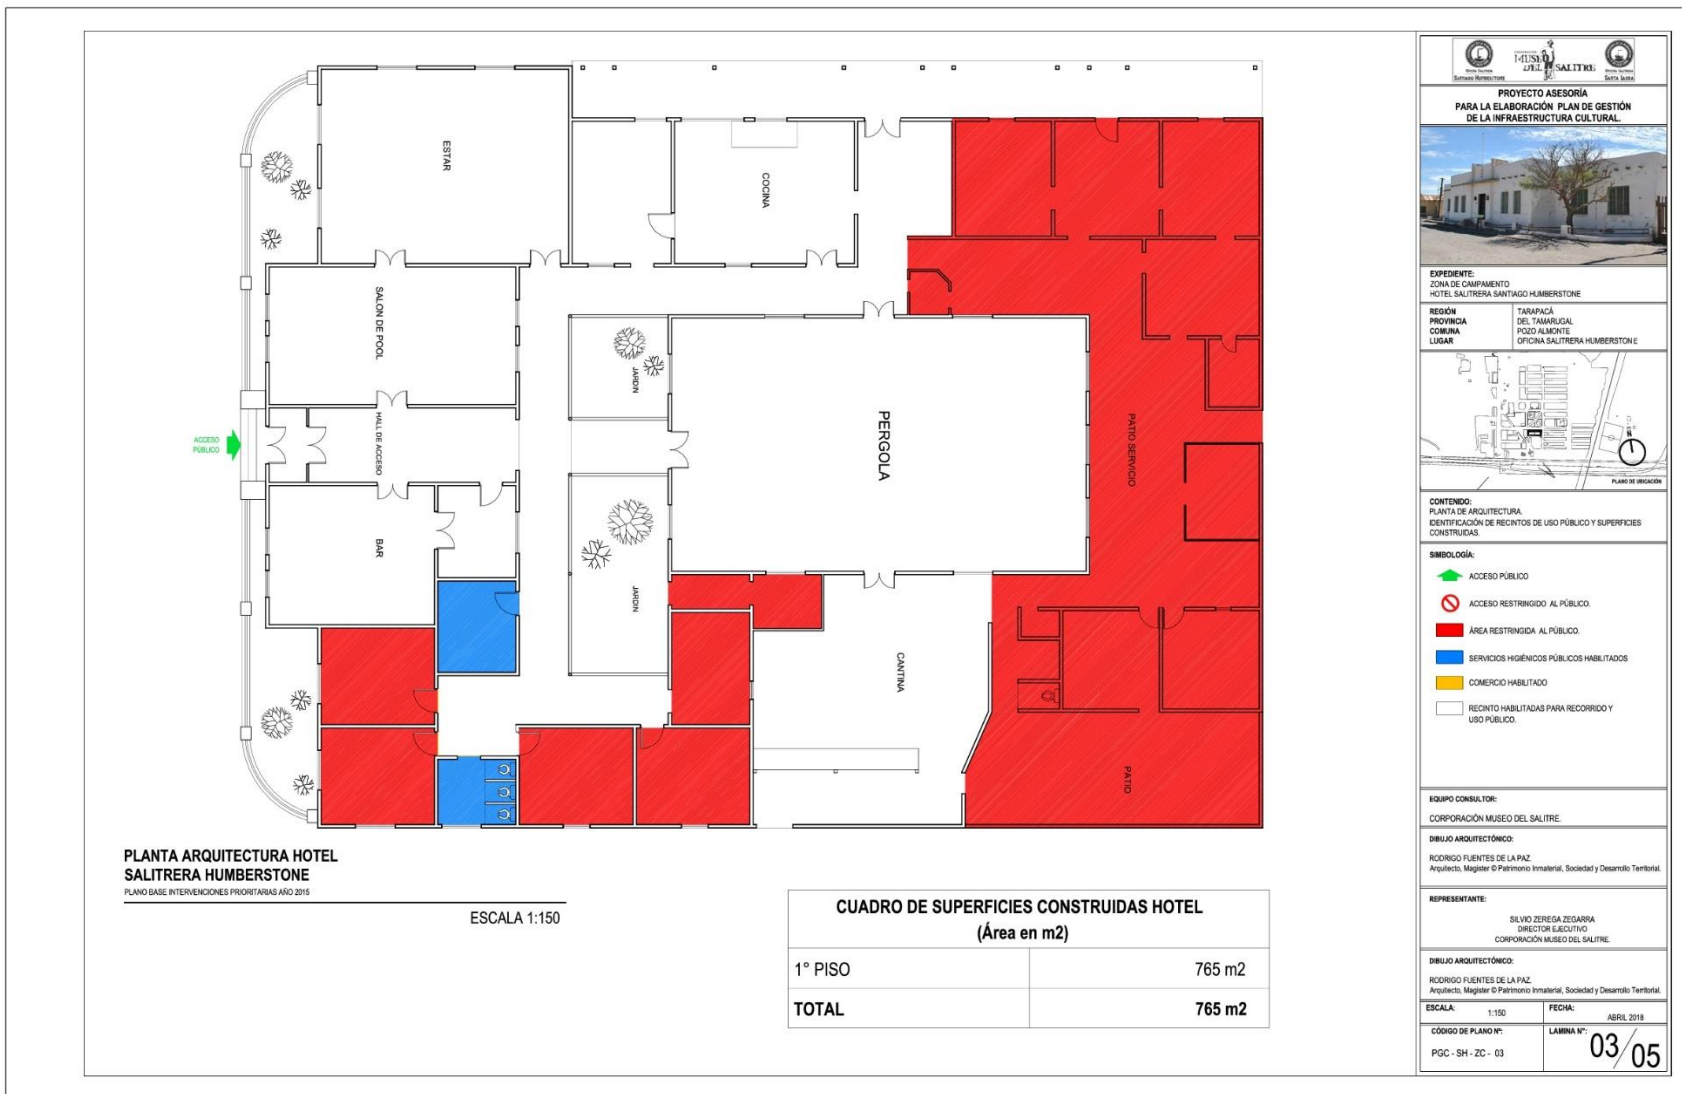 ESTAR
COCINA
SALON DE POOL
JARDIN
HALL DE ACCESO
PERGOLA
PATIO SERVICIO
ACCESO
PÚBLICO
BAR
JARDIN
CANTINA
PATIO
PLANTA ARQUITECTURA HOTEL
SALITRERA HUMBERSTONE
PLANO BASE INTERVENCIONES PRIORITARIAS AÑO 2015
ESCALA 1:150
CUADRO DE SUPERFICIES CONSTRUIDAS HOTEL
(Área en m2)
1° PISO 765 m2
TOTAL 765 m2
MUSEO
DEL SALITRE
SANTIAGO HUMBERSTONE
SANTA LAURA
PROYECTO ASESORÍA
PARA LA ELABORACIÓN PLAN DE GESTIÓN
DE LA INFRAESTRUCTURA CULTURAL.
EXPEDIENTE:
ZONA DE CAMPAMENTO
HOTEL SALITRERA SANTIAGO HUMBERSTONE
REGIÓN TARAPACÁ
PROVINCIA DEL TAMARUGAL
COMUNA POZO ALMONTE
LUGAR OFICINA SALITRERA HUMBERSTONE
PLANO DE UBICACIÓN
CONTENIDO:
PLANTA DE ARQUITECTURA.
IDENTIFICACIÓN DE RECINTOS DE USO PÚBLICO Y SUPERFICIES
CONSTRUIDAS.
SIMBOLOGÍA:
ACCESO PÚBLICO
ACCESO RESTRINGIDO AL PÚBLICO.
ÁREA RESTRINGIDA AL PÚBLICO.
SERVICIOS HIGIÉNICOS PÚBLICOS HABILITADOS
COMERCIO HABILITADO
RECINTO HABILITADAS PARA RECORRIDO Y
USO PÚBLICO.
EQUIPO CONSULTOR:
CORPORACIÓN MUSEO DEL SALITRE.
DIBUJO ARQUITECTÓNICO:
RODRIGO FUENTES DE LA PAZ.
Arquitecto, Magister © Patrimonio Inmaterial, Sociedad y Desarrollo Territorial.
REPRESENTANTE:
SILVIO ZEREGA ZEGARRA
DIRECTOR EJECUTIVO
CORPORACIÓN MUSEO DEL SALITRE.
DIBUJO ARQUITECTÓNICO:
RODRIGO FUENTES DE LA PAZ.
Arquitecto, Magister © Patrimonio Inmaterial, Sociedad y Desarrollo Territorial.
ESCALA: 1:150
FECHA: ABRIL 2018
CÓDIGO DE PLANO Nº:
PGC - SH - ZC - 03
LAMINA Nº:
03/05